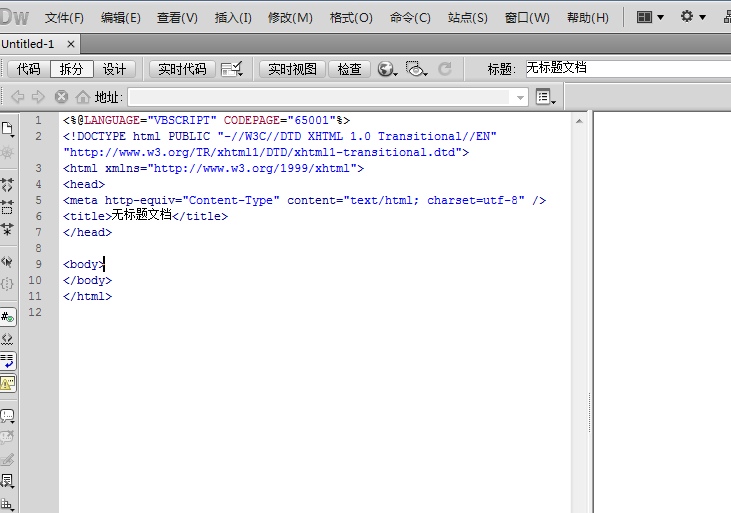 Dw 文件(F) 编辑(E) 查看(V) 插入(I) 修改(M) 格式(O) 命令(C) 站点(S) 窗口(W) 帮助(H)
Untitled-1 ×
代码 拆分 设计 实时代码 实时视图 检查 标题: 无标题文档
地址:
1 <%@LANGUAGE="VBSCRIPT" CODEPAGE="65001"%>
2 <!DOCTYPE html PUBLIC "-//W3C//DTD XHTML 1.0 Transitional//EN"
"http://www.w3.org/TR/xhtml1/DTD/xhtml1-transitional.dtd">
3 <html xmlns="http://www.w3.org/1999/xhtml">
4 <head>
5 <meta http-equiv="Content-Type" content="text/html; charset=utf-8" />
6 <title>无标题文档</title>
7 </head>
8
9 <body>
10 </body>
11 </html>
12